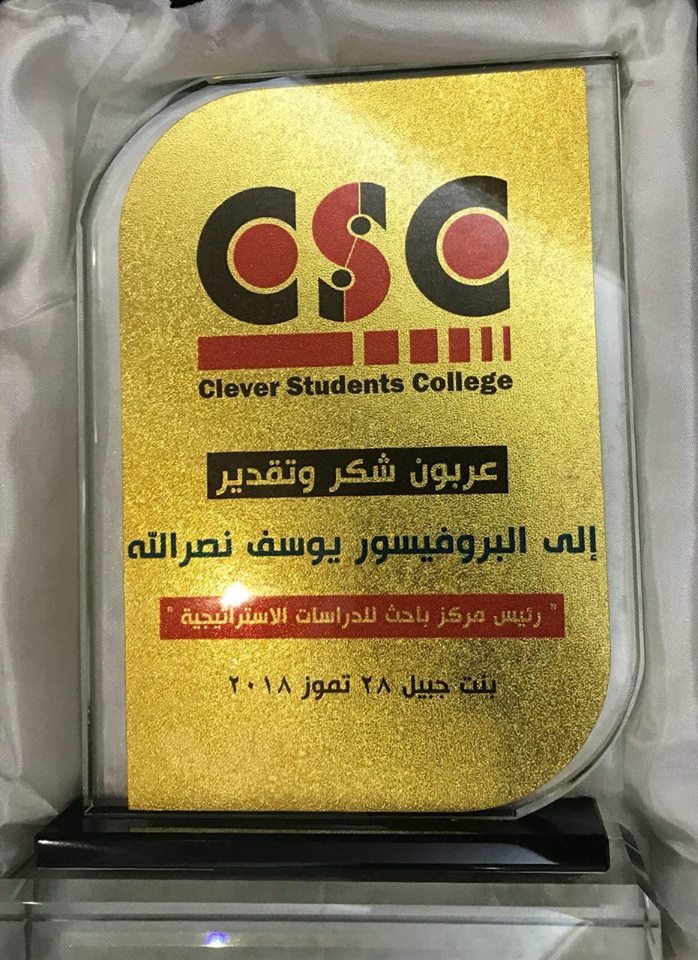 CSC
Clever Students College
عربون شكر وتقدير
إلى البروفيسور يوسف نصرالله
" رئيس مركز باحث للدراسات الاستراتيجية "
بنت جبيل ٢٨ تموز ٢٠١٨